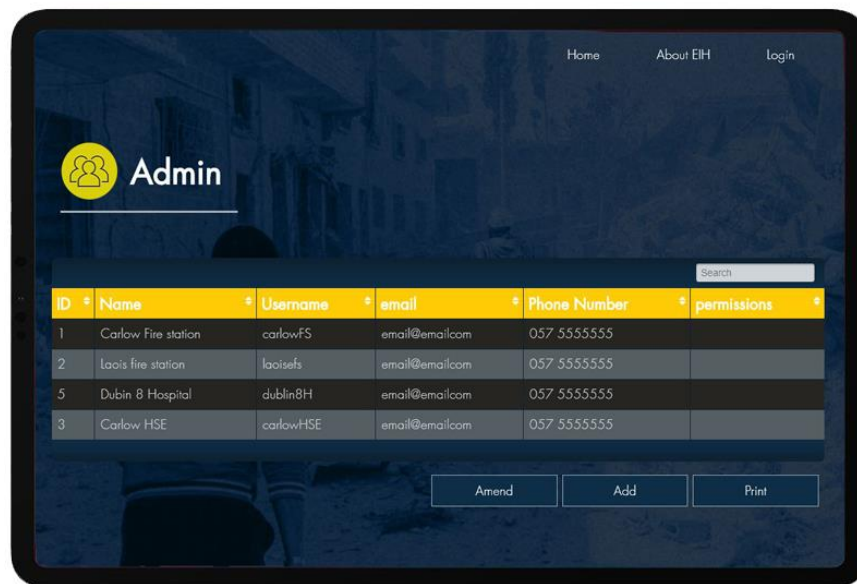 Home About EIH Login
Admin
Search
ID Name Username email Phone Number permissions
1 Carlow Fire station carlowFS email@emailcom 057 5555555
2 Laois fire station laoisefs email@emailcom 057 5555555
5 Dubin 8 Hospital dublin8H email@emailcom 057 5555555
3 Carlow HSE carlowHSE email@emailcom 057 5555555
Amend Add Print